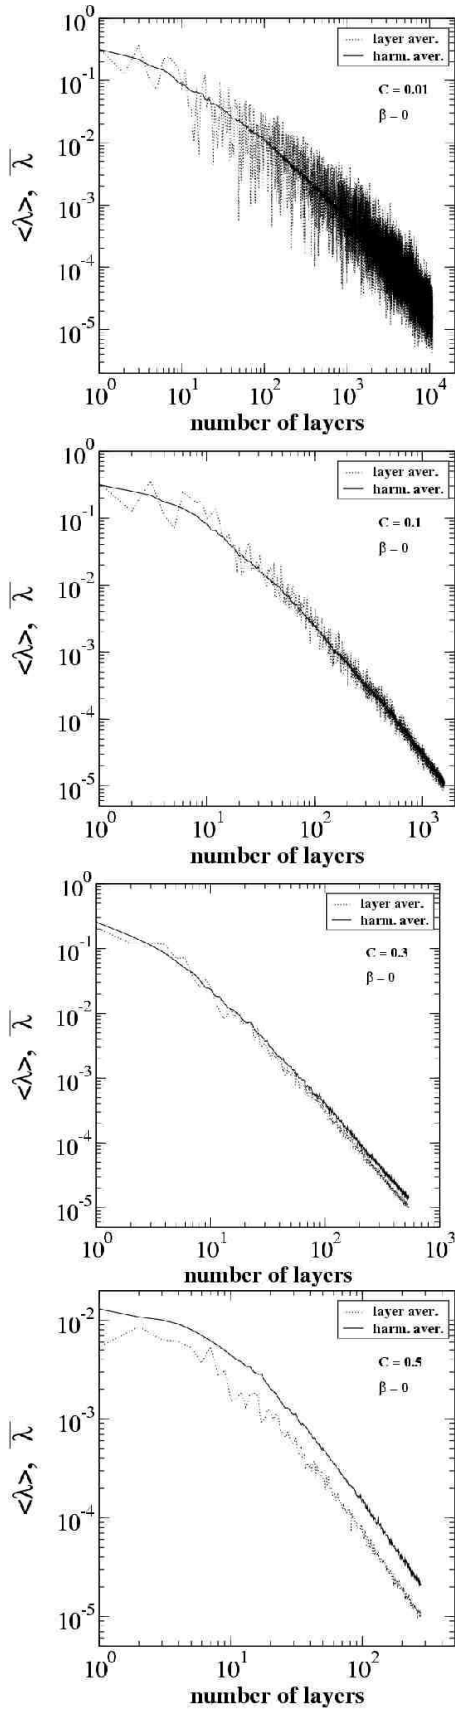 10^0
10^-1
10^-2
10^-3
10^-4
10^-5
<λ>, λ̅
layer aver.
harm. aver.
C = 0.01
β = 0
10^0 10^1 10^2 10^3 10^4
number of layers
10^0
10^-1
10^-2
10^-3
10^-4
10^-5
<λ>, λ̅
layer aver.
harm. aver.
C = 0.1
β = 0
10^0 10^1 10^2 10^3
number of layers
10^0
10^-1
10^-2
10^-3
10^-4
10^-5
<λ>, λ̅
layer aver.
harm. aver.
C = 0.3
β = 0
10^0 10^1 10^2 10^3
number of layers
10^-2
10^-3
10^-4
10^-5
<λ>, λ̅
layer aver.
harm. aver.
C = 0.5
β = 0
10^0 10^1 10^2
number of layers